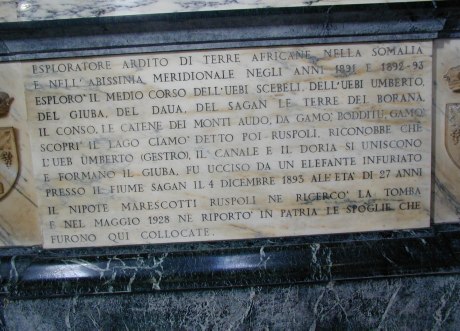 ESPLORATORE ARDITO DI TERRE AFRICANE, NELLA SOMALIA
E NELL'ABISSINIA MERIDIONALE NEGLI ANNI 1891 E 1892-93
ESPLORO' IL MEDIO CORSO DELL'UEBI SCEBELI, DELL'UEBI UMBERTO,
DEL GIUBA, DEL DAUA, DEL SAGAN LE TERRE DEL BORANA,
IL CONSO, LE CATENE DEI MONTI AUDO, DA GAMO' BODDITU, GAMO'
SCOPRI' IL LAGO CIAMO' DETTO POI RUSPOLI, RICONOBBE CHE
L'UEB UMBERTO (GESTRO), IL CANALE E IL DORIA SI UNISCONO
E FORMANO IL GIUBA, FU UCCISO DA UN ELEFANTE INFURIATO
PRESSO IL FIUME SAGAN IL 4 DICEMBRE 1893 ALL'ETA' DI 27 ANNI
IL NIPOTE MARESCOTTI RUSPOLI NE RICERCO' LA TOMBA
E NEL MAGGIO 1928 NE RIPORTO' IN PATRIA LE SPOGLIE CHE
FURONO QUI COLLOCATE.